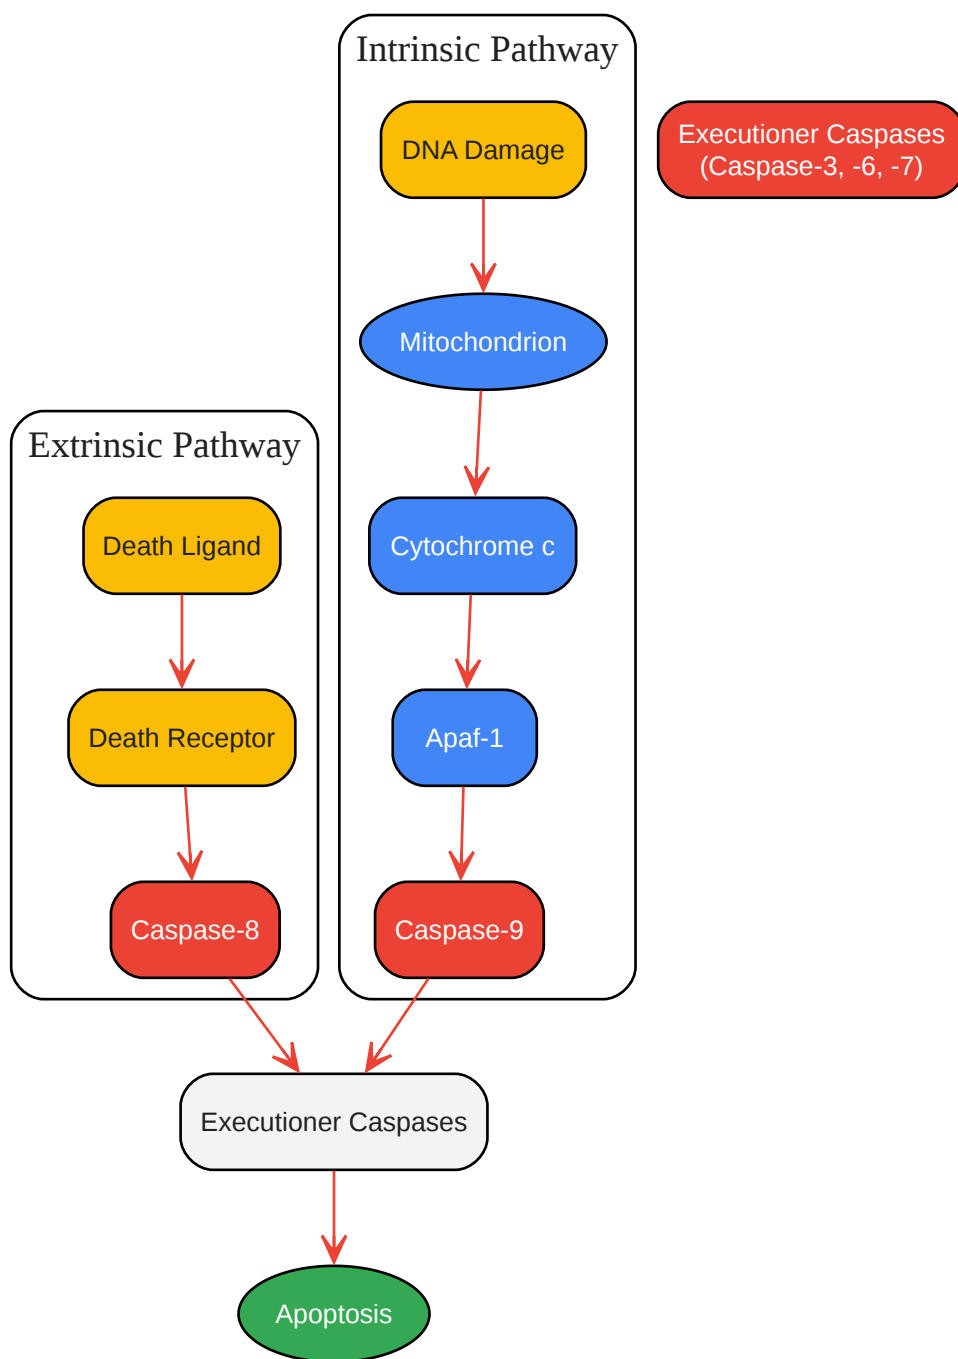 Intrinsic Pathway
DNA Damage
Executioner Caspases
(Caspase-3, -6, -7)
Mitochondrion
Extrinsic Pathway
Death Ligand
Cytochrome c
Death Receptor
Apaf-1
Caspase-8
Caspase-9
Executioner Caspases
Apoptosis